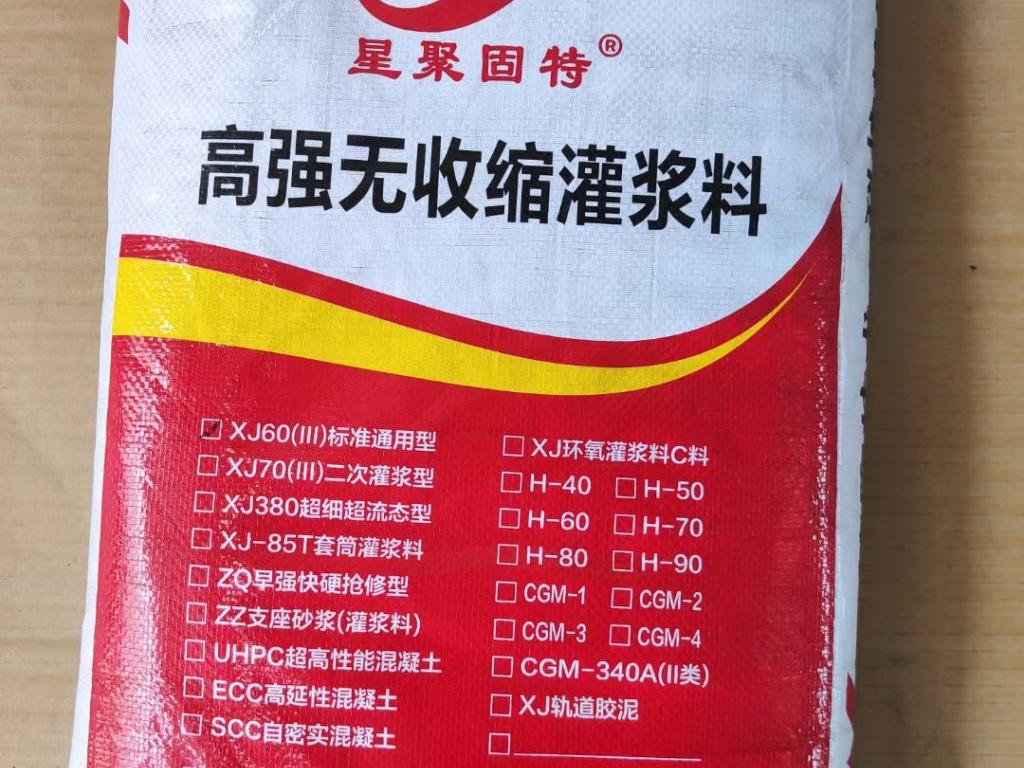 星聚固特®
高强无收缩灌浆料
☑XJ60(III)标准通用型
□XJ70(III)二次灌浆型
□XJ380超细超流态型
□XJ-85T套筒灌浆料
□ZQ早强快硬抢修型
□ZZ支座砂浆(灌浆料)
□UHPC超高性能混凝土
□ECC高延性混凝土
□SCC自密实混凝土
□XJ环氧灌浆料C料
□H-40 □H-50
□H-60 □H-70
□H-80 □H-90
□CGM-1 □CGM-2
□CGM-3 □CGM-4
□CGM-340A(II类)
□XJ轨道胶泥
□